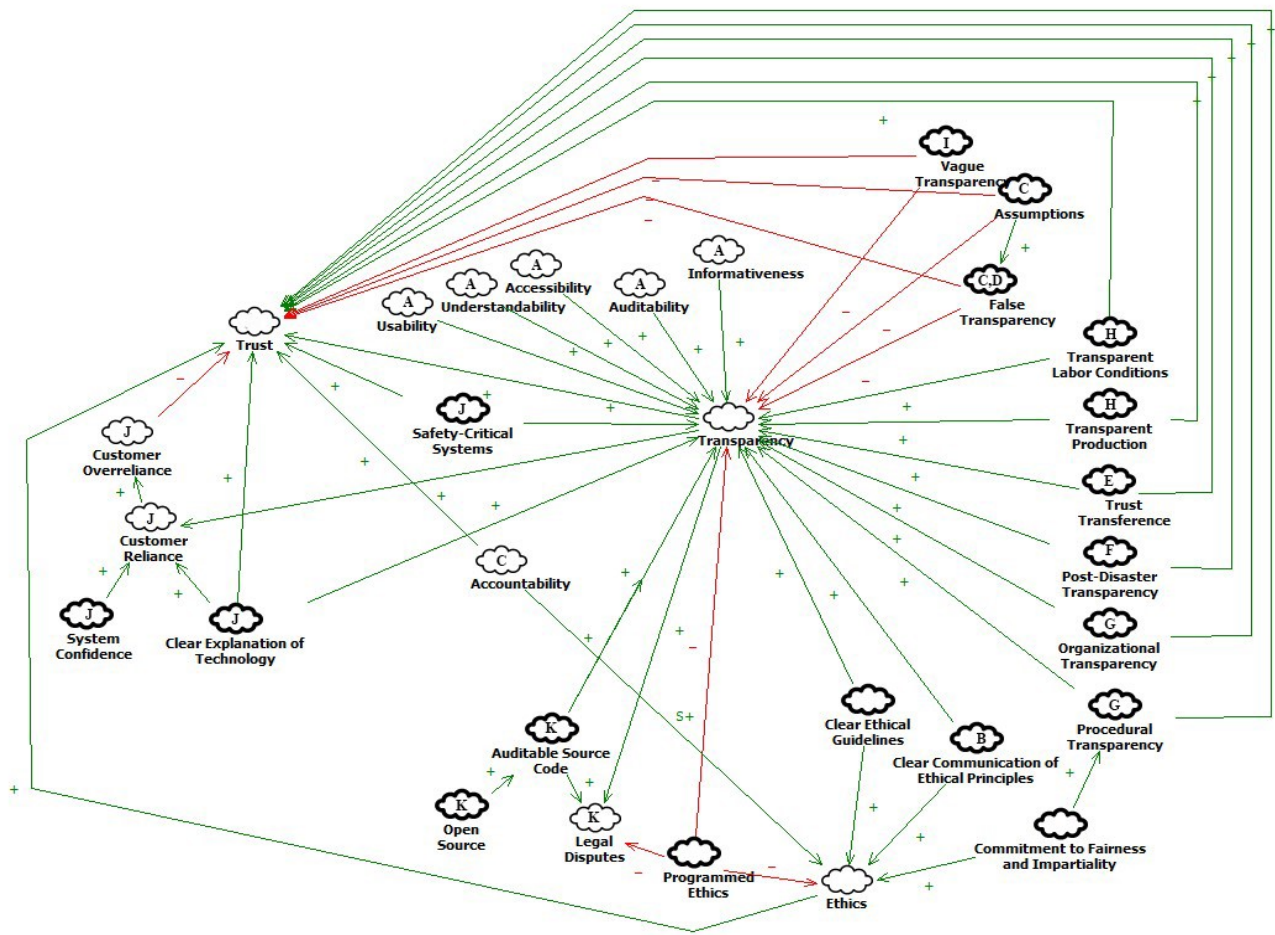 I
Vague
Transparency
C
Assumptions
A
Informativeness
A
Accessibility
A
Understandability
A
Auditability
A
Usability
C,D
False
Transparency
Trust
H
Transparent
Labor Conditions
J
Safety-Critical
Systems
Transparency
H
Transparent
Production
J
Customer
Overreliance
E
Trust
Transference
J
Customer
Reliance
C
Accountability
F
Post-Disaster
Transparency
J
System
Confidence
J
Clear Explanation of
Technology
G
Organizational
Transparency
K
Auditable Source
Code
Clear Ethical
Guidelines
B
Clear Communication of
Ethical Principles
G
Procedural
Transparency
S+
K
Open
Source
K
Legal
Disputes
Programmed
Ethics
Ethics
Commitment to Fairness
and Impartiality